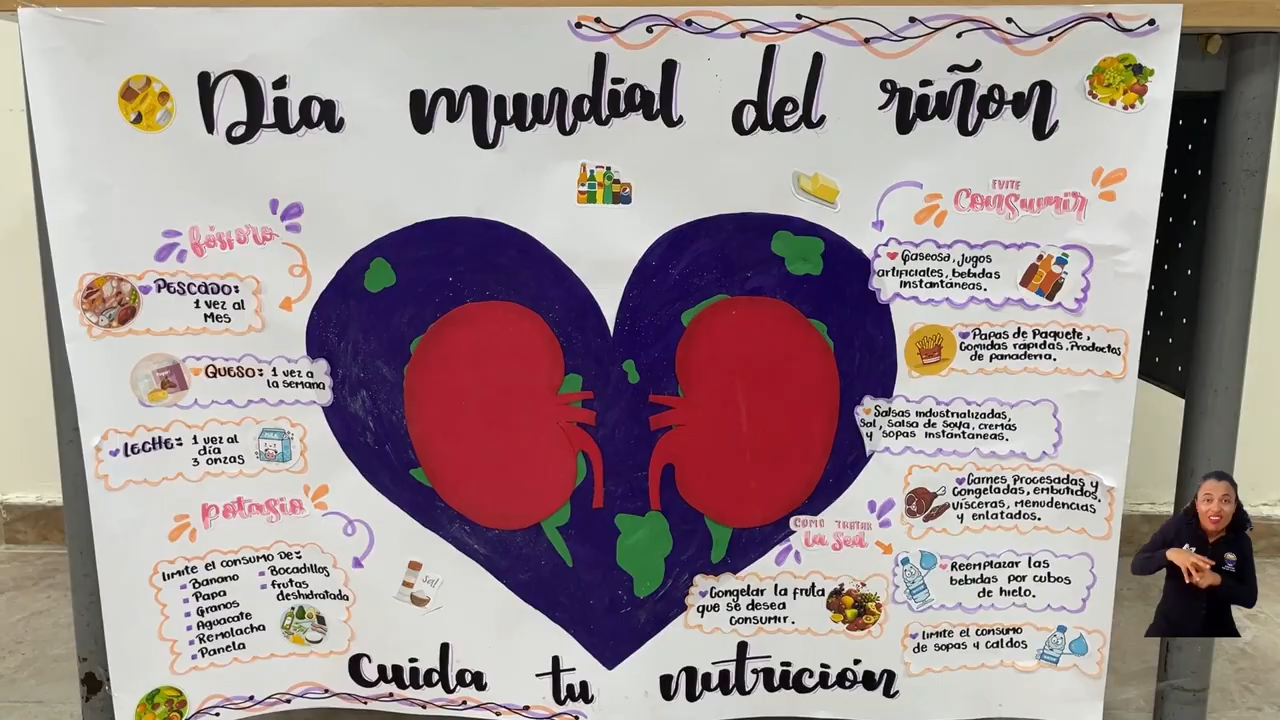 Día mundial del riñon
fósforo
PESCADO:
1 vez al
Mes
QUESO: 1 vez a
la semana
LECHE: 1 vez al
día
3 onzas
potasio
limite el consumo de:
Banano
Papa
Granos
Aguacate
Remolacha
Panela
Bocadillos
frutas
deshidratada
Sal
EVITE
Consumir
Gaseosa, jugos
artificiales, bebidas
instantáneas.
Papas de paquete,
Comidas rápidas, Productos
de panadería.
Salsas industrializadas,
Sal, Salsa de Soya, cremas
y sopas instantaneas.
Carnes Procesadas y
Congeladas, embutidos,
vísceras, menudencias
y enlatados.
COMO TRATAR
la sed
Reemplazar las
bebidas por cubos
de hielo.
Congelar la fruta
que se desea
consumir.
limite el consumo
de sopas y caldos
cuida tu nutrición